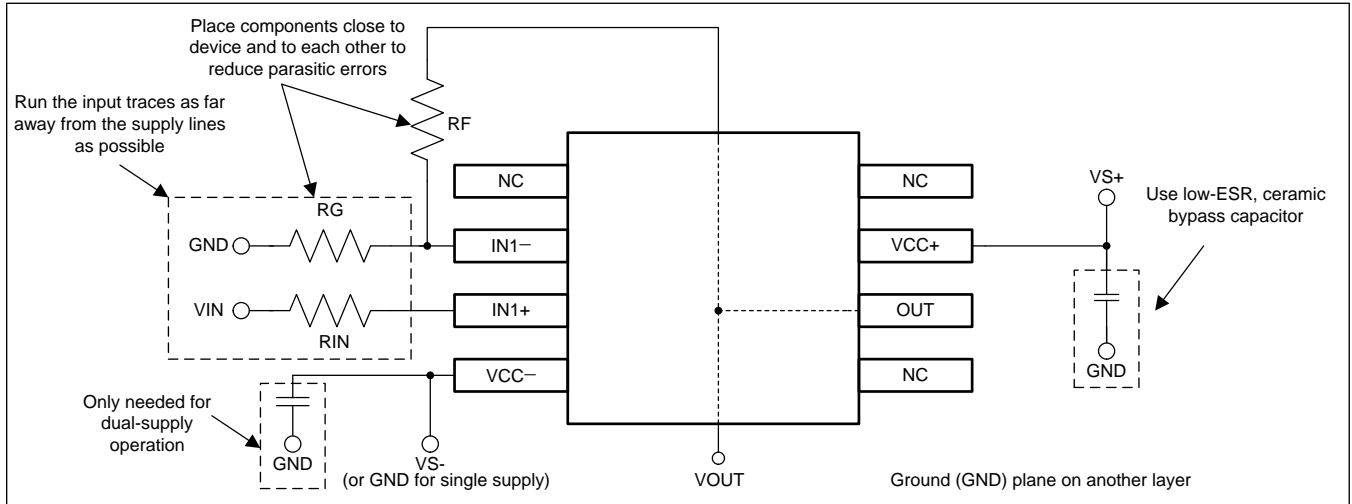 Place components close to
device and to each other to
reduce parasitic errors
Run the input traces as far
away from the supply lines
as possible
RF
NC
NC
VS+
Use low-ESR, ceramic
bypass capacitor
RG
GND
IN1−
VCC+
VIN
IN1+
OUT
RIN
VCC−
NC
GND
Only needed for
dual-supply
operation
GND
VS-
(or GND for single supply)
VOUT
Ground (GND) plane on another layer